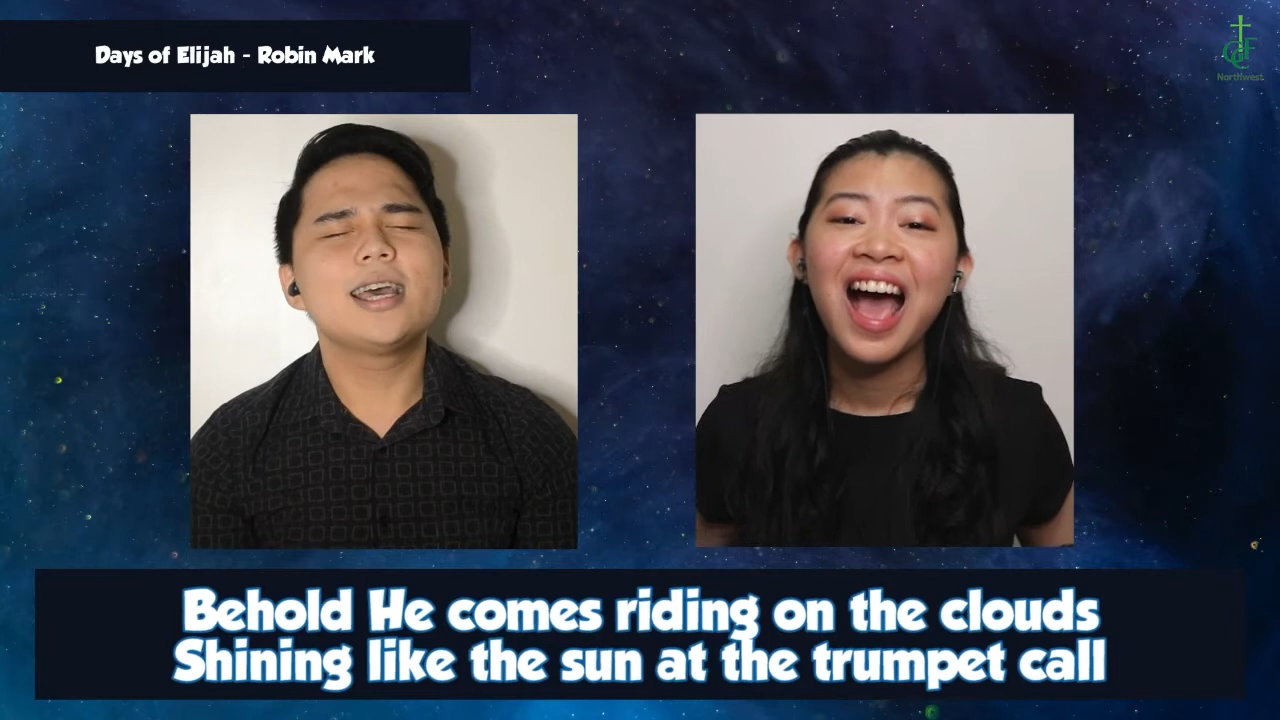 Days of Elijah - Robin Mark
GCF
Northwest
Behold He comes riding on the clouds
Shining like the sun at the trumpet call